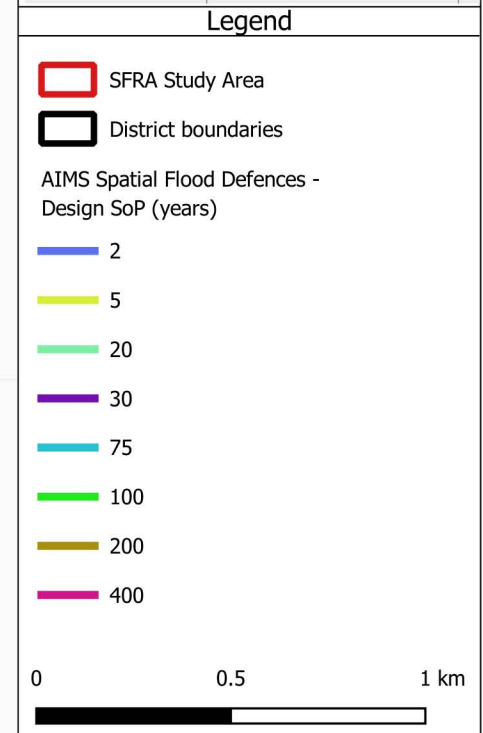 Legend
SFRA Study Area
District boundaries
AIMS Spatial Flood Defences -
Design SoP (years)
2
5
20
30
75
100
200
400
0 0.5 1 km